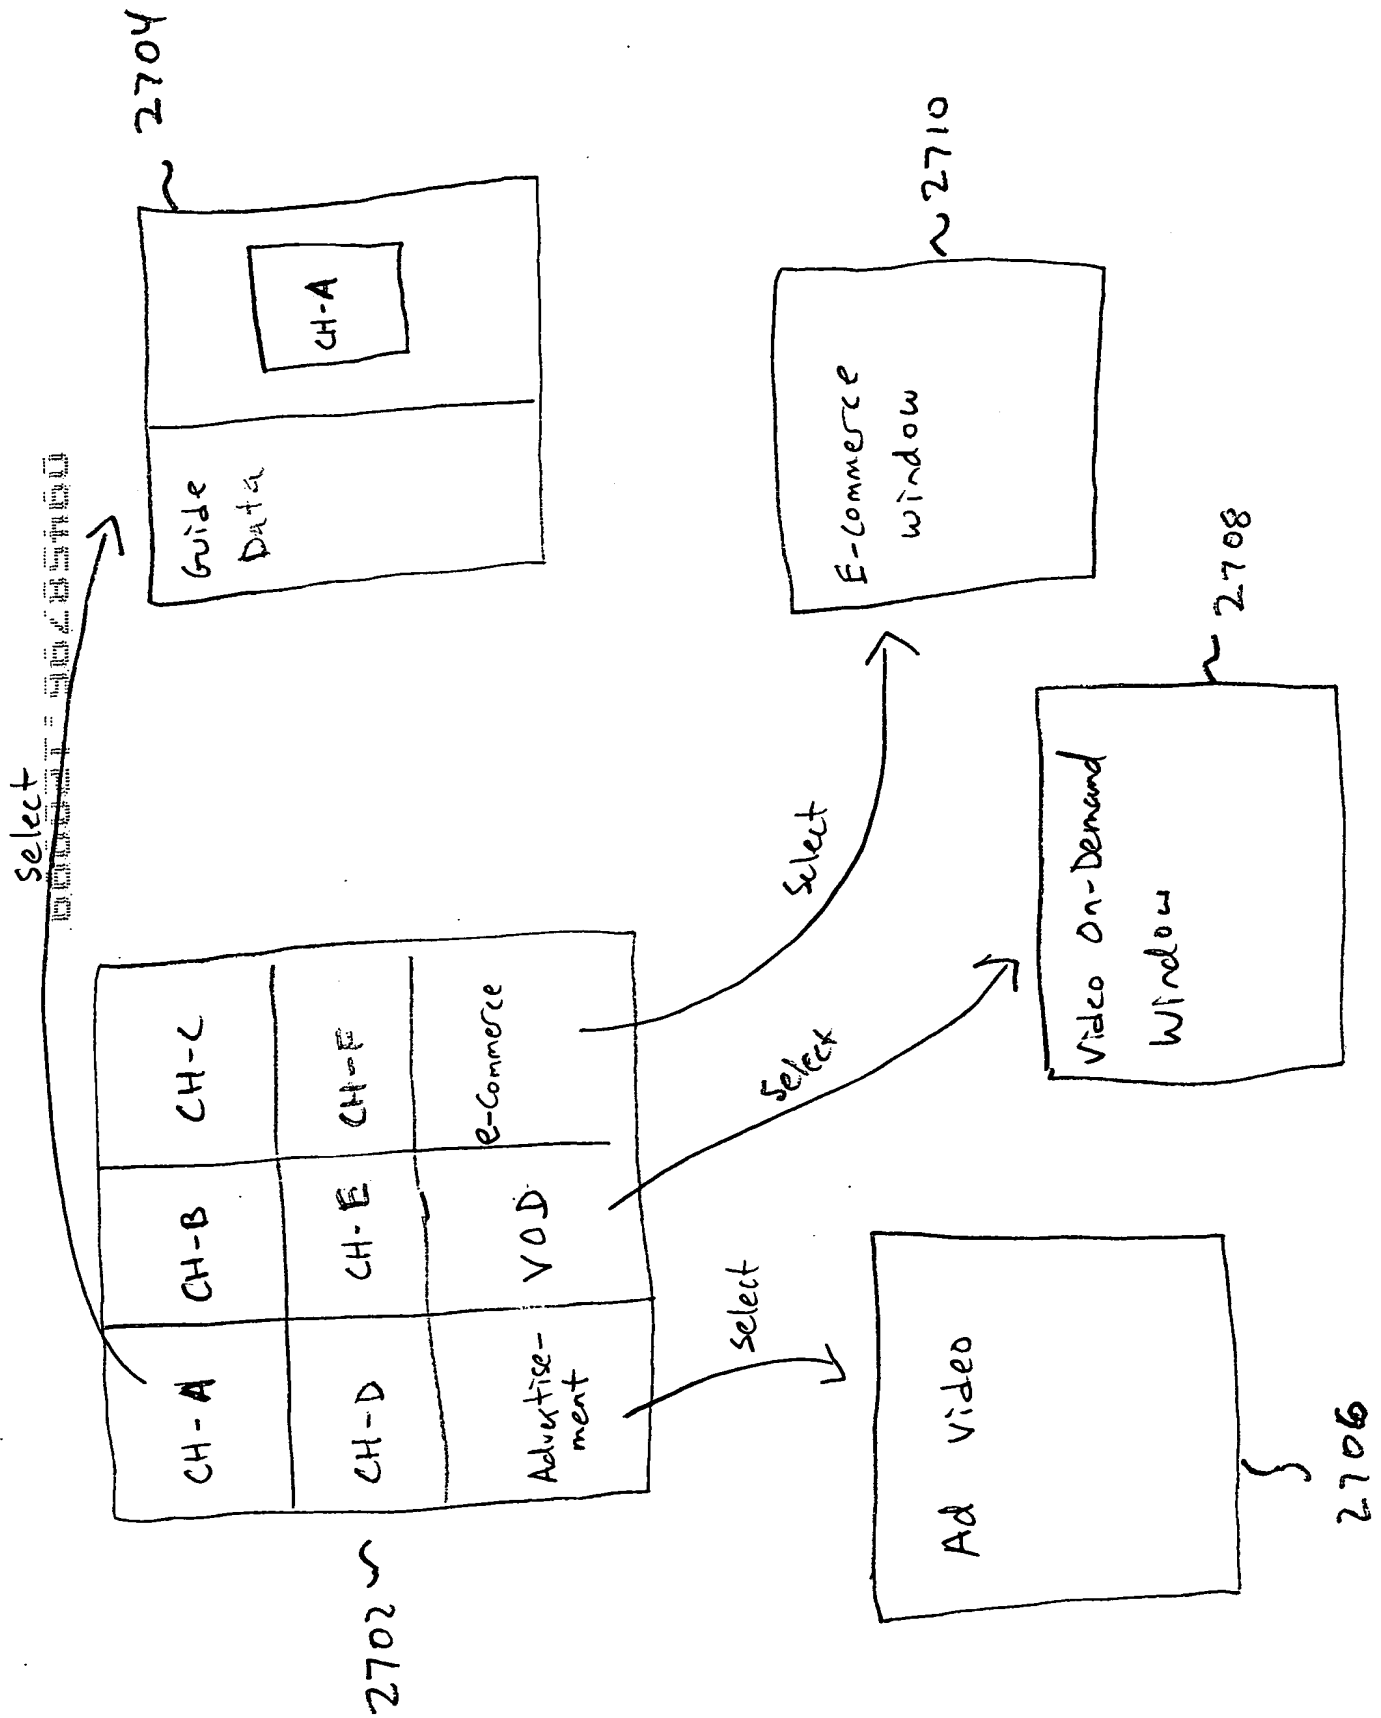 Select
CH-A
CH-B
CH-C
CH-D
CH-E
CH-F
Advertise-
ment
VOD
e-Commerce
2702
Guide
Data
CH-A
2704
Select
Select
Select
Ad Video
2706
Video On-Demand
Window
2708
E-Commerce
Window
2710